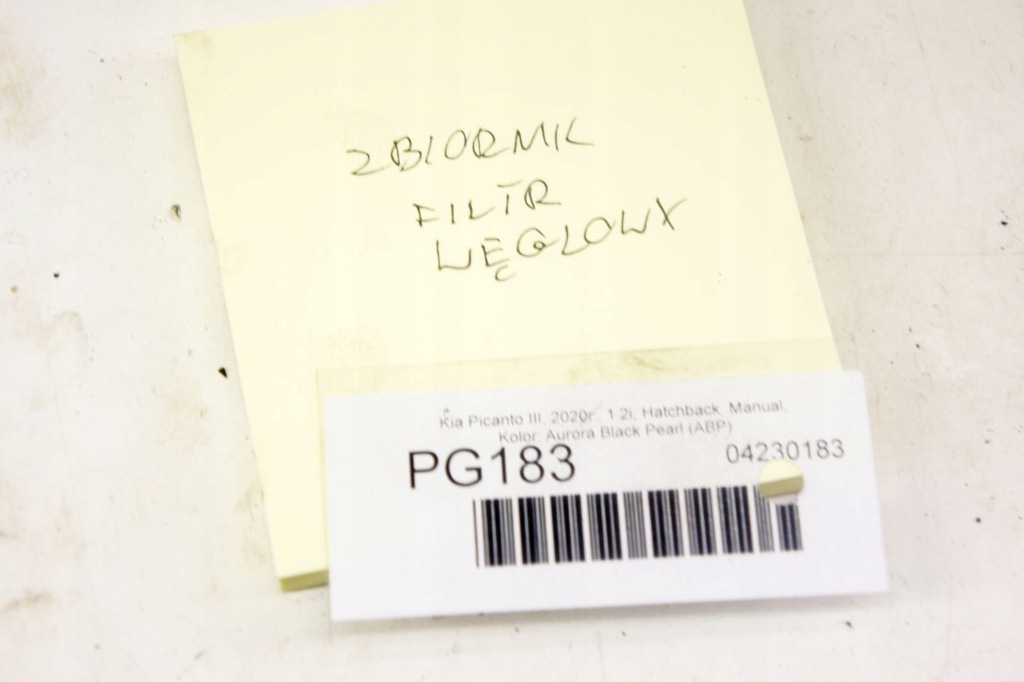 ZBIORNIK
FILTR
WĘGLOWY
Kia Picanto III, 2020r., 1.2i, Hatchback, Manual,
Kolor: Aurora Black Pearl (ABP)
PG183
04230183